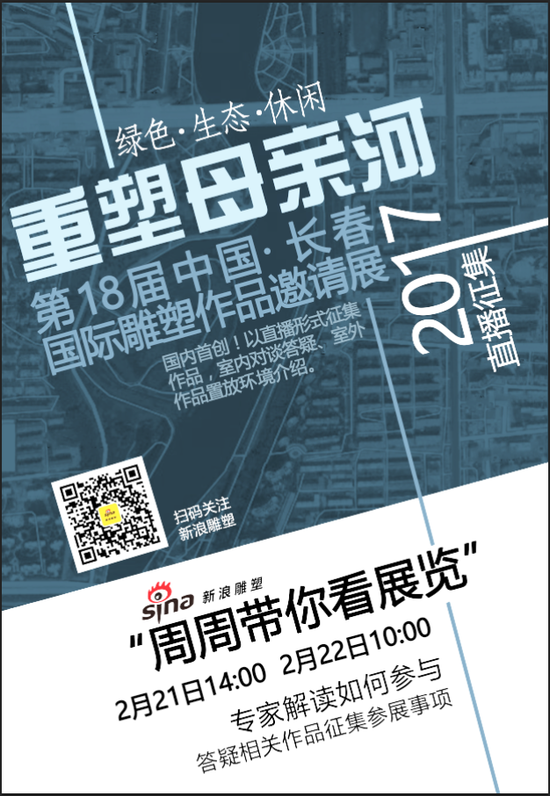 绿色·生态·休闲
重塑母亲河
第18届中国·长春
国际雕塑作品邀请展
2017
直播征集
国内首创！以直播形式征集
作品，室内对谈答疑、室外
作品置放环境介绍。
扫码关注
新浪雕塑
sina 新浪雕塑
“周周带你看展览”
2月21日14:00 2月22日10:00
专家解读如何参与
答疑相关作品征集参展事项